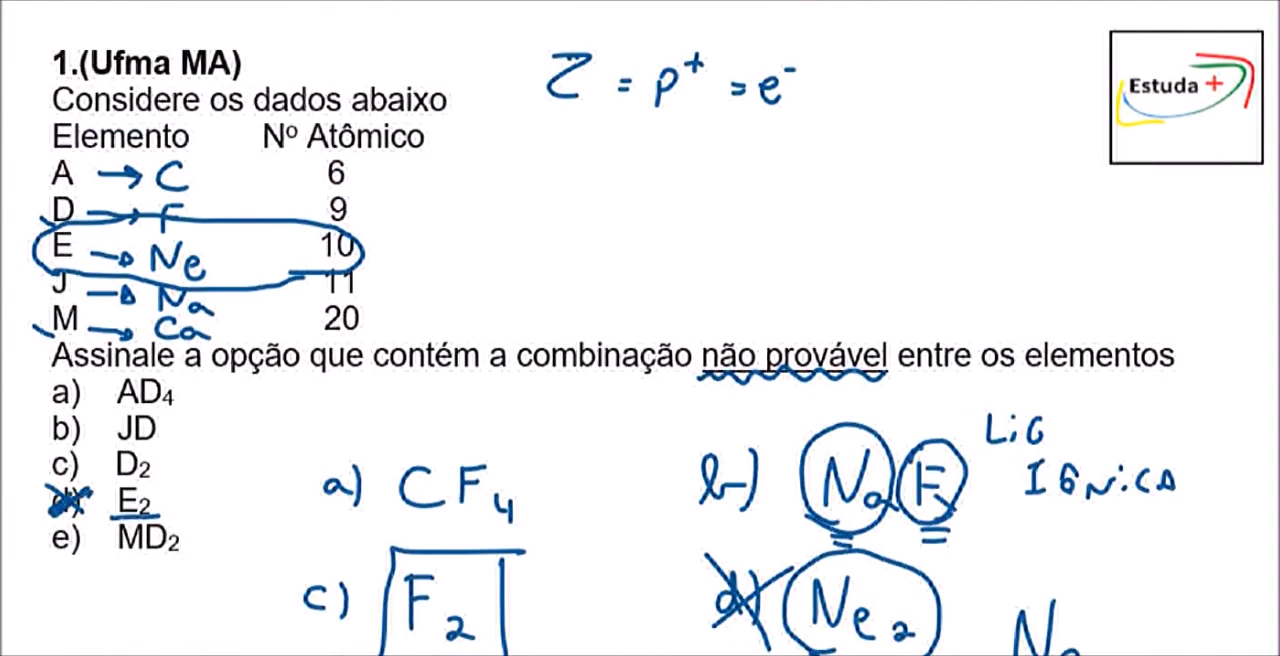 1.(Ufma MA)
Z = p⁺ = e⁻
Estuda +
Considere os dados abaixo
Elemento Nº Atômico
A → C 6
D → F 9
E → Ne 10
J → Na 11
M → Ca 20
Assinale a opção que contém a combinação não provável entre os elementos
a) AD₄
b) JD
c) D₂
d) E₂
e) MD₂
a) CF₄
b) NaF
LiG
IôNiCA
c) F₂
d) Ne₂